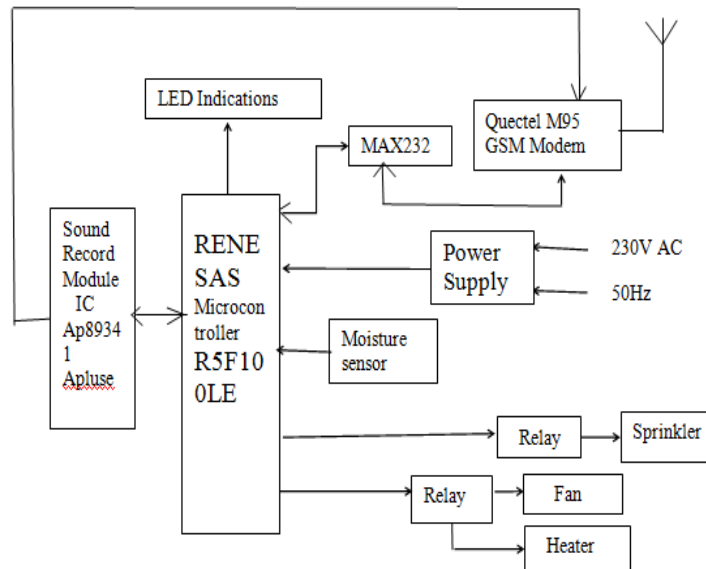 LED Indications
Quectel M95
GSM Modem
MAX232
Sound
Record
Module
IC
Ap8934
1
Apluse
RENE
SAS
Microcon
troller
R5F10
0LE
Power
Supply
230V AC
50Hz
Moisture
sensor
Relay
Sprinkler
Relay
Fan
Heater